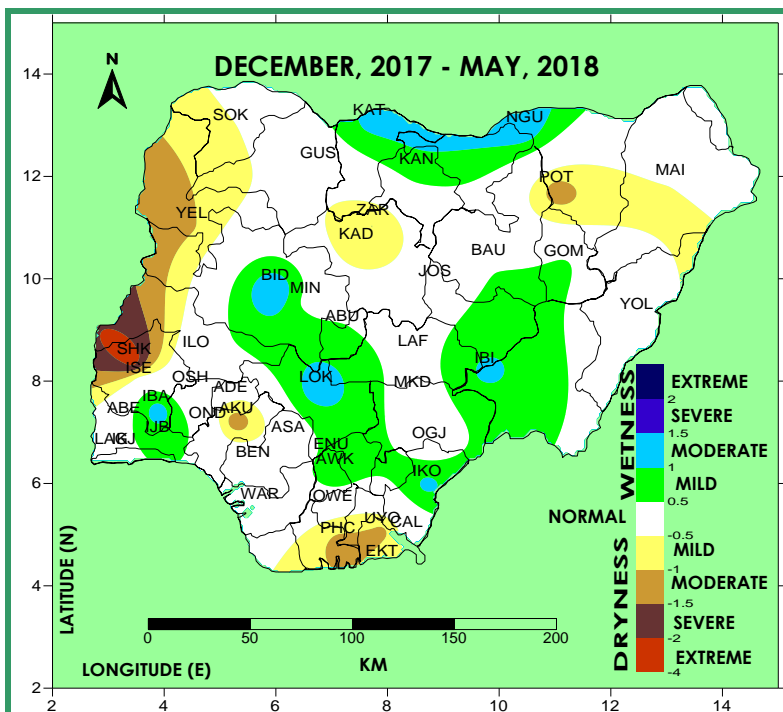 DECEMBER, 2017 - MAY, 2018
N
14
12
10
8
6
4
2
2
4
6
8
10
12
14
SOK
KAT
NGU
GUS
KAN
POT
MAI
YEL
ZAR
KAD
BAU
GOM
BID
MIN
JOS
YOL
ABU
SHK
ILO
LAF
ISE
OSH
LOK
IBI
MKD
IBA
ADE
ABE
OND
AKU
IJB
ASA
OGJ
LAG
IKJ
BEN
ENU
AWK
IKO
WAR
OWE
PHC
UYO
CAL
EKT
WETNESS
EXTREME
2
SEVERE
1.5
MODERATE
1
MILD
0.5
NORMAL
-0.5
DRYNESS
MILD
-1
MODERATE
-1.5
SEVERE
-2
EXTREME
-4
LATITUDE (N)
LONGITUDE (E)
0
50
100
150
200
KM